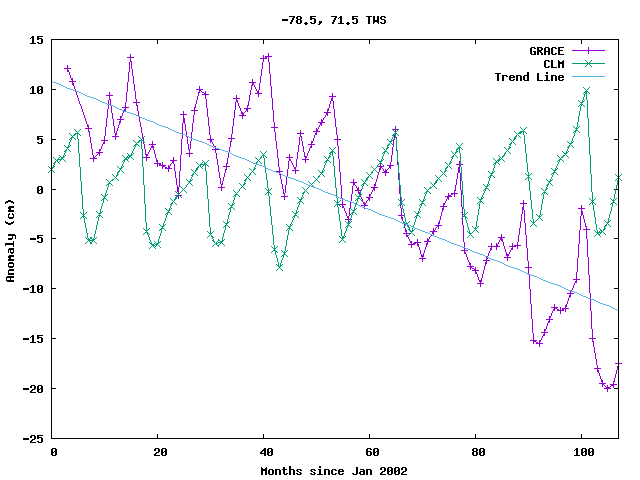 -78.5, 71.5 TWS
GRACE
CLM
Trend Line
15
10
5
0
-5
-10
-15
-20
-25
Anomaly (cm)
0 20 40 60 80 100
Months since Jan 2002